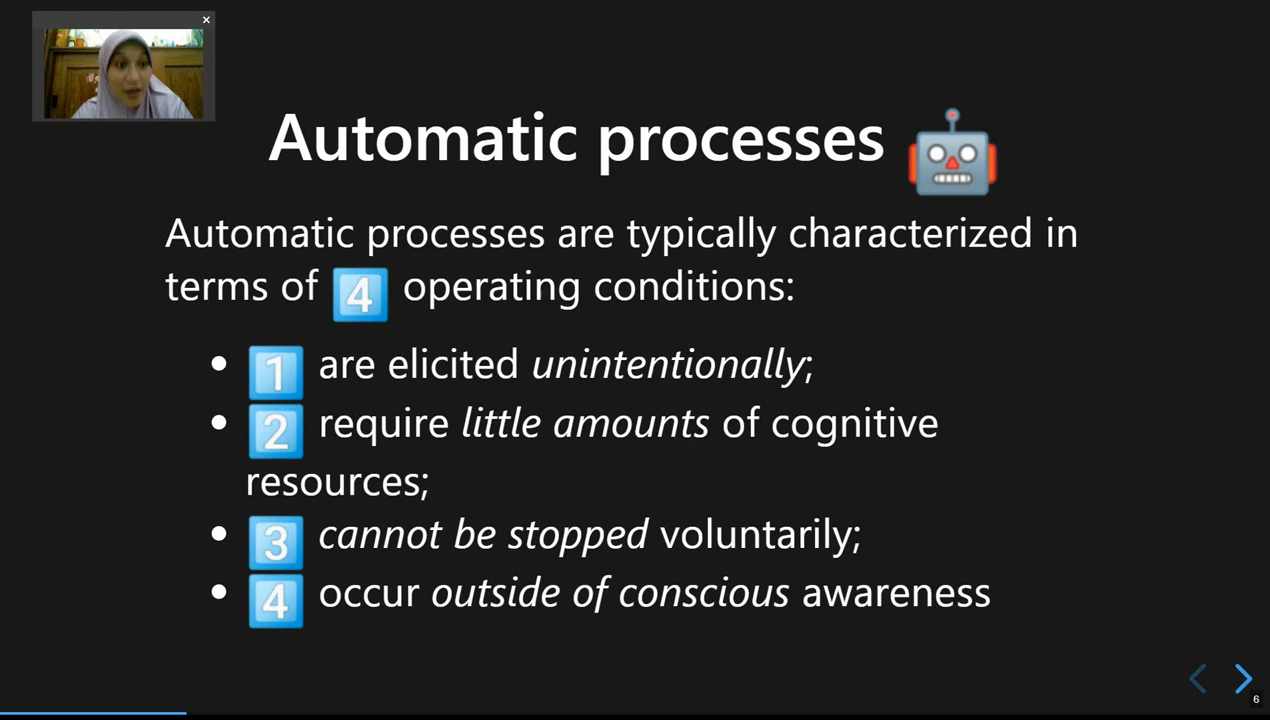 Automatic processes 🤖
Automatic processes are typically characterized in
terms of 4️⃣ operating conditions:
• 1️⃣ are elicited unintentionally;
• 2️⃣ require little amounts of cognitive
resources;
• 3️⃣ cannot be stopped voluntarily;
• 4️⃣ occur outside of conscious awareness
6